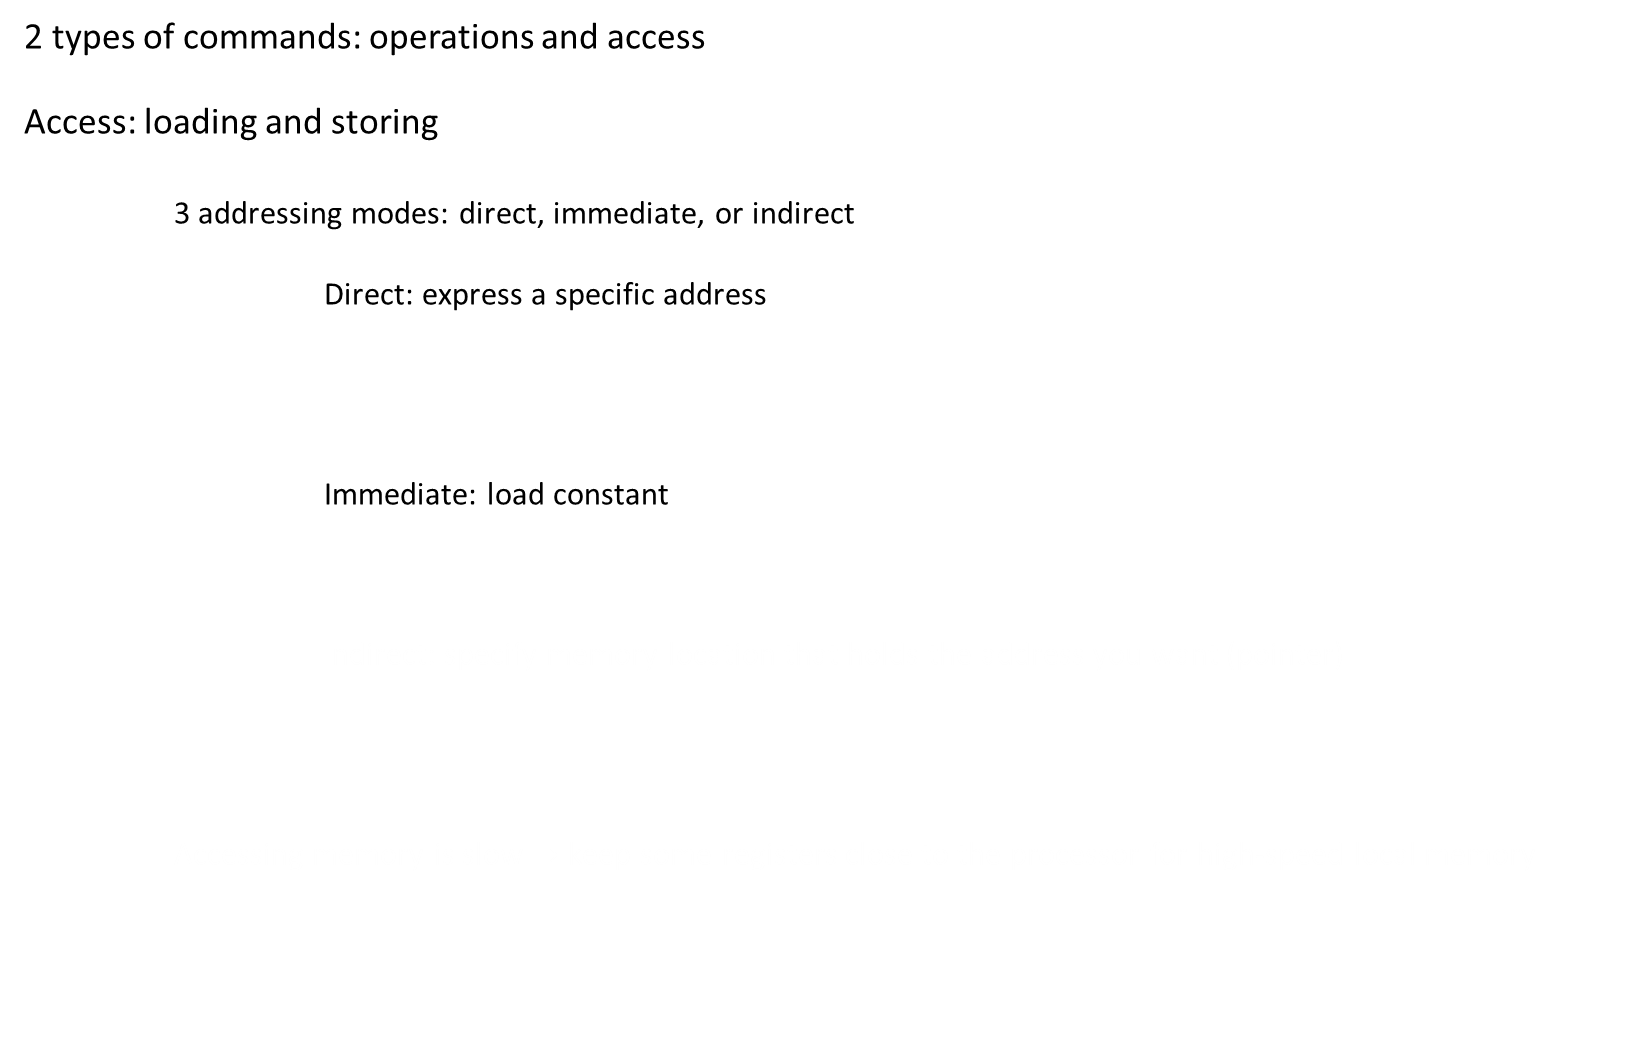 2 types of commands: operations and access
Access: loading and storing
3 addressing modes: direct, immediate, or indirect
Direct: express a specific address
Immediate: load constant